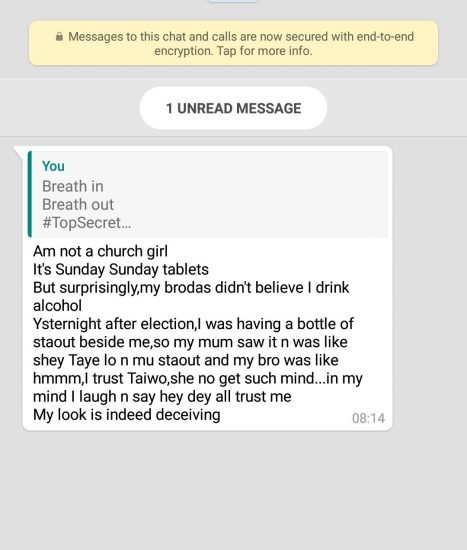 Messages to this chat and calls are now secured with end-to-end
encryption. Tap for more info.
1 UNREAD MESSAGE
You
Breath in
Breath out
#TopSecret...
Am not a church girl
It's Sunday Sunday tablets
But surprisingly,my brodas didn't believe I drink
alcohol
Ysternight after election,I was having a bottle of
staout beside me,so my mum saw it n was like
shey Taye lo n mu staout and my bro was like
hmmm,I trust Taiwo,she no get such mind...in my
mind I laugh n say hey dey all trust me
My look is indeed deceiving
08:14